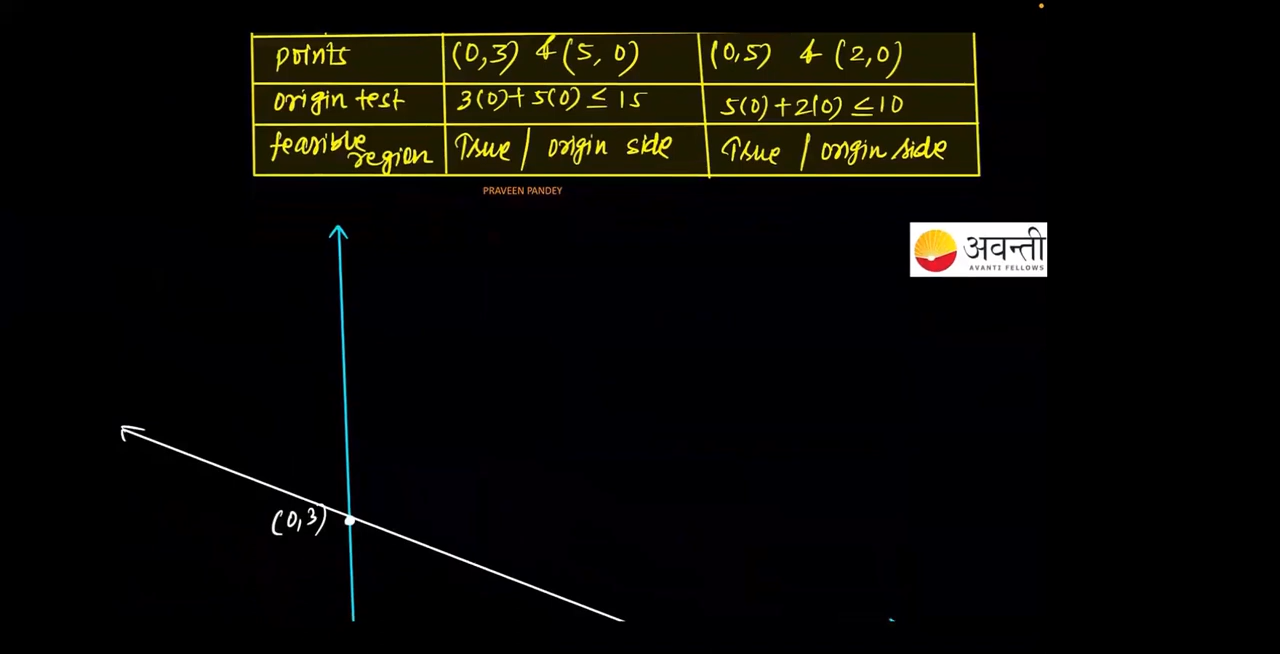 points (0,3) & (5,0) (0,5) & (2,0)
origin test 3(0)+5(0) ≤ 15 5(0)+2(0) ≤ 10
feasible region True / origin side True / origin side
PRAVEEN PANDEY
अवन्ती
AVANTI FELLOWS
(0,3)